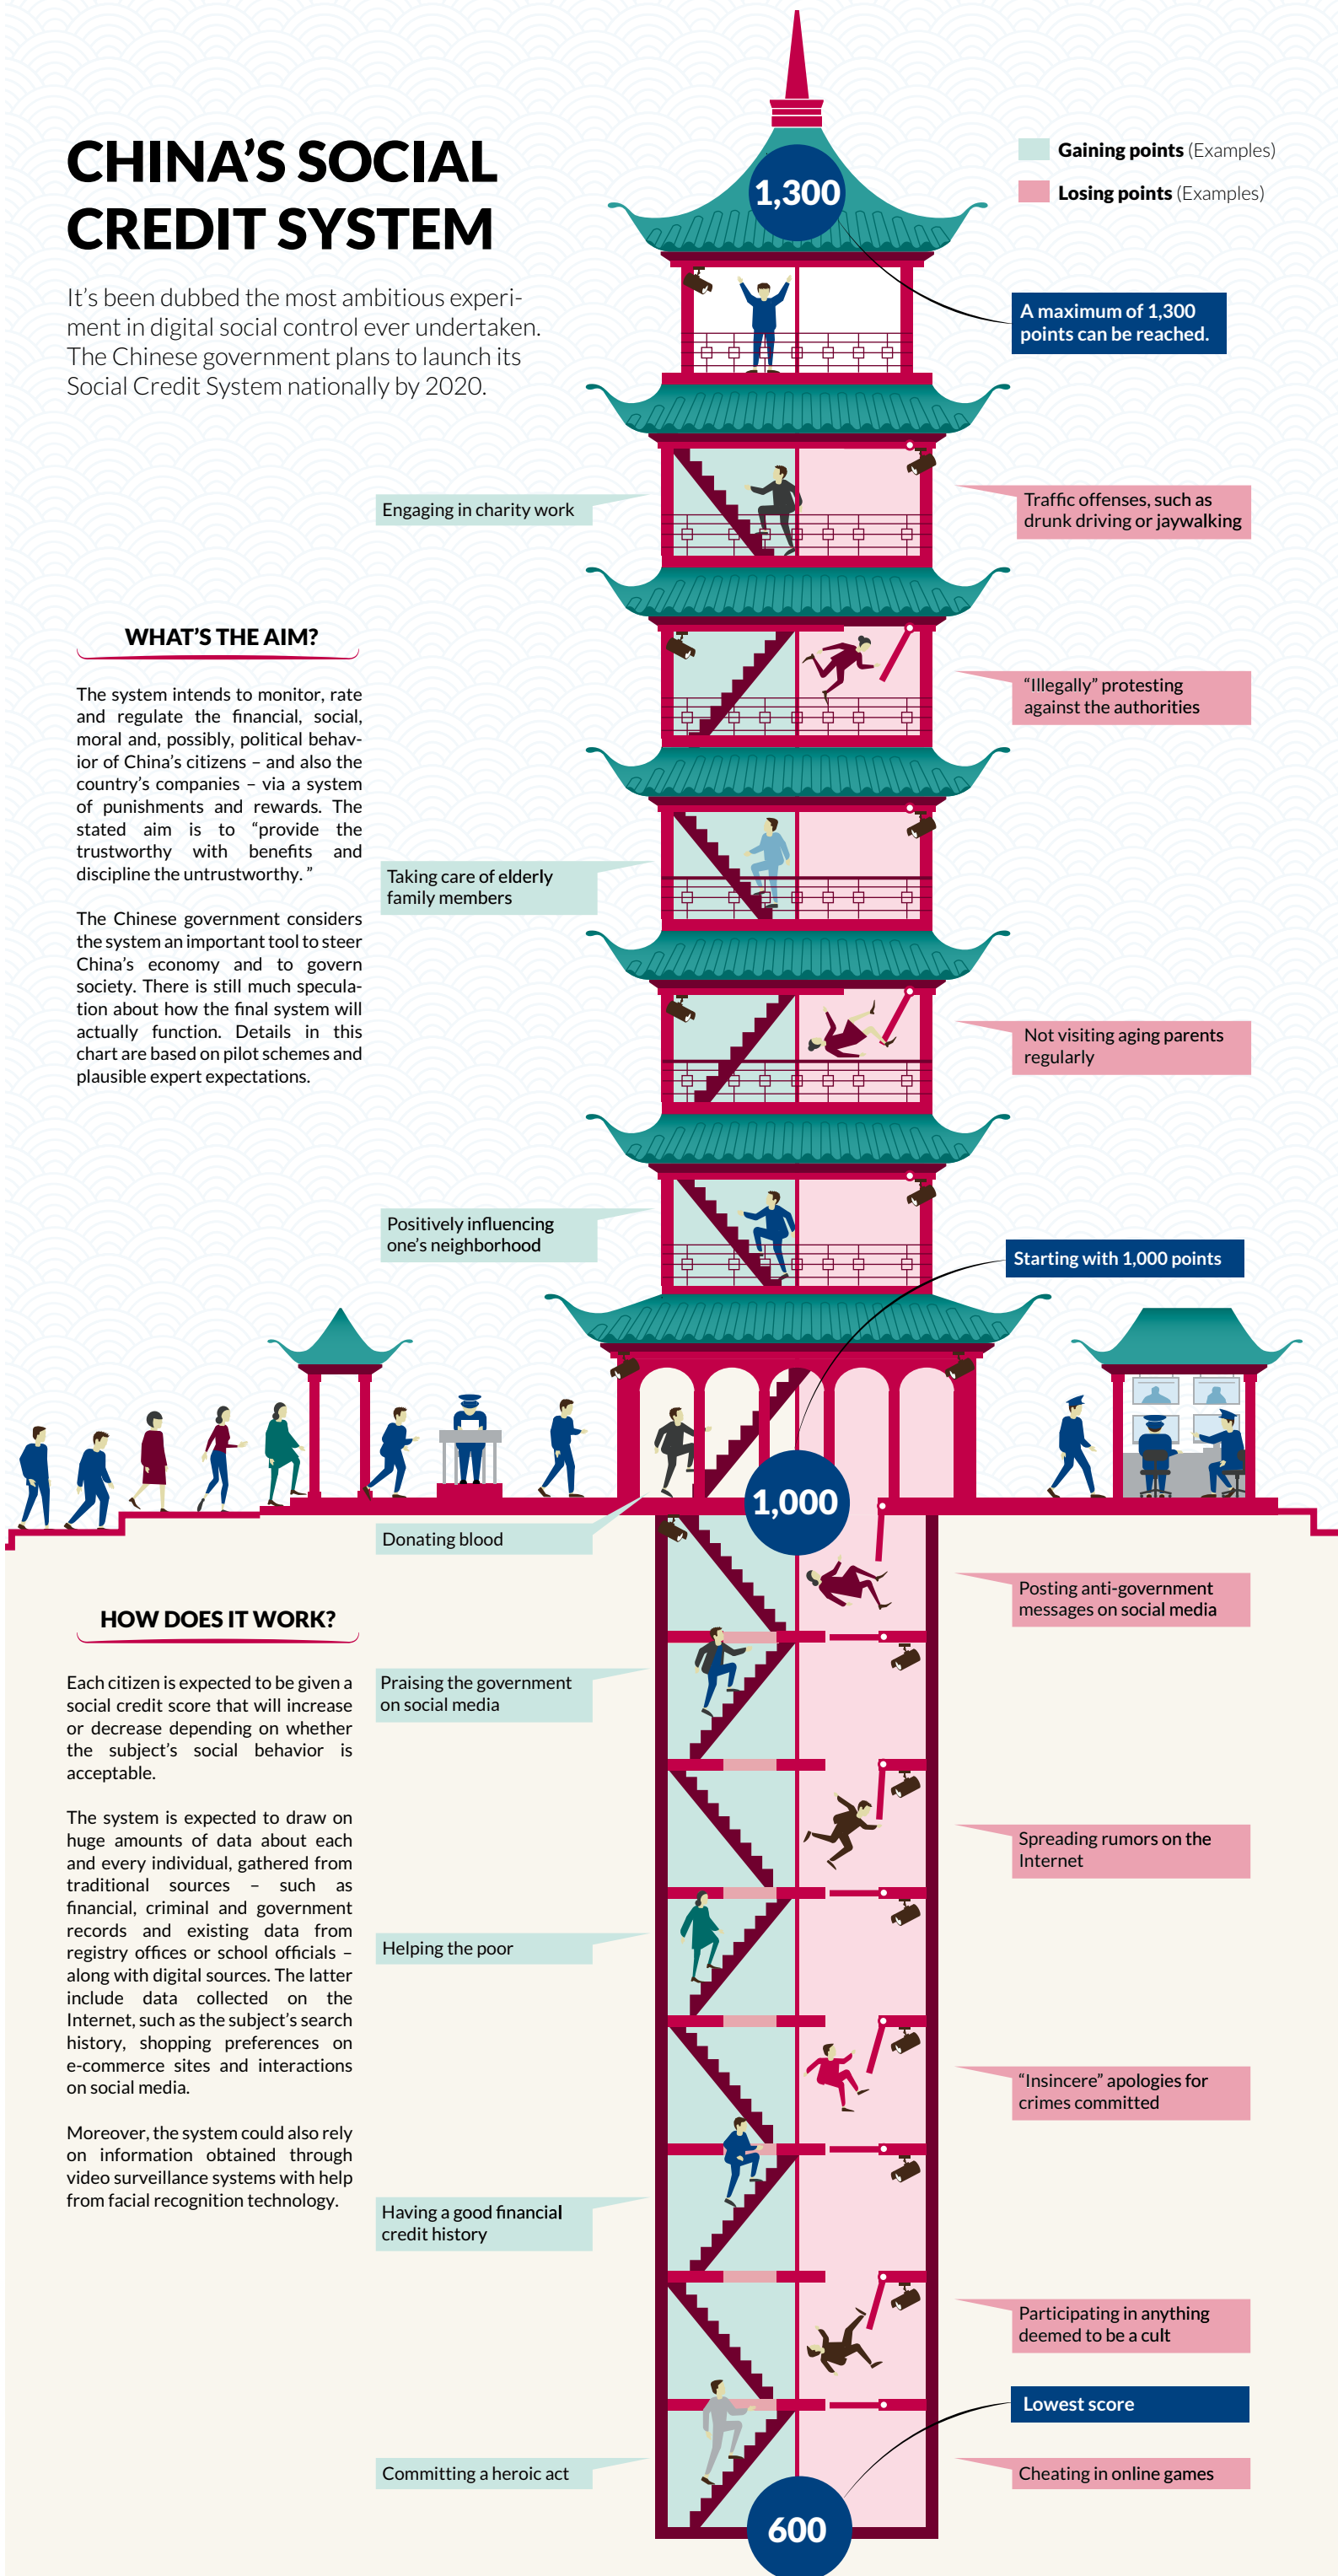 CHINA’S SOCIAL
CREDIT SYSTEM
It’s been dubbed the most ambitious experi-
ment in digital social control ever undertaken.
The Chinese government plans to launch its
Social Credit System nationally by 2020.
1,300
Gaining points (Examples)
Losing points (Examples)
A maximum of 1,300
points can be reached.
Engaging in charity work
Traffic offenses, such as
drunk driving or jaywalking
WHAT’S THE AIM?
The system intends to monitor, rate
and regulate the financial, social,
moral and, possibly, political behav-
ior of China’s citizens – and also the
country’s companies – via a system
of punishments and rewards. The
stated aim is to “provide the
trustworthy with benefits and
discipline the untrustworthy. ”
The Chinese government considers
the system an important tool to steer
China’s economy and to govern
society. There is still much specula-
tion about how the final system will
actually function. Details in this
chart are based on pilot schemes and
plausible expert expectations.
“Illegally” protesting
against the authorities
Taking care of elderly
family members
Not visiting aging parents
regularly
Positively influencing
one’s neighborhood
Starting with 1,000 points
1,000
Donating blood
Posting anti-government
messages on social media
HOW DOES IT WORK?
Each citizen is expected to be given a
social credit score that will increase
or decrease depending on whether
the subject’s social behavior is
acceptable.
The system is expected to draw on
huge amounts of data about each
and every individual, gathered from
traditional sources – such as
financial, criminal and government
records and existing data from
registry offices or school officials –
along with digital sources. The latter
include data collected on the
Internet, such as the subject’s search
history, shopping preferences on
e-commerce sites and interactions
on social media.
Moreover, the system could also rely
on information obtained through
video surveillance systems with help
from facial recognition technology.
Praising the government
on social media
Spreading rumors on the
Internet
Helping the poor
“Insincere” apologies for
crimes committed
Having a good financial
credit history
Participating in anything
deemed to be a cult
Lowest score
Committing a heroic act
Cheating in online games
600